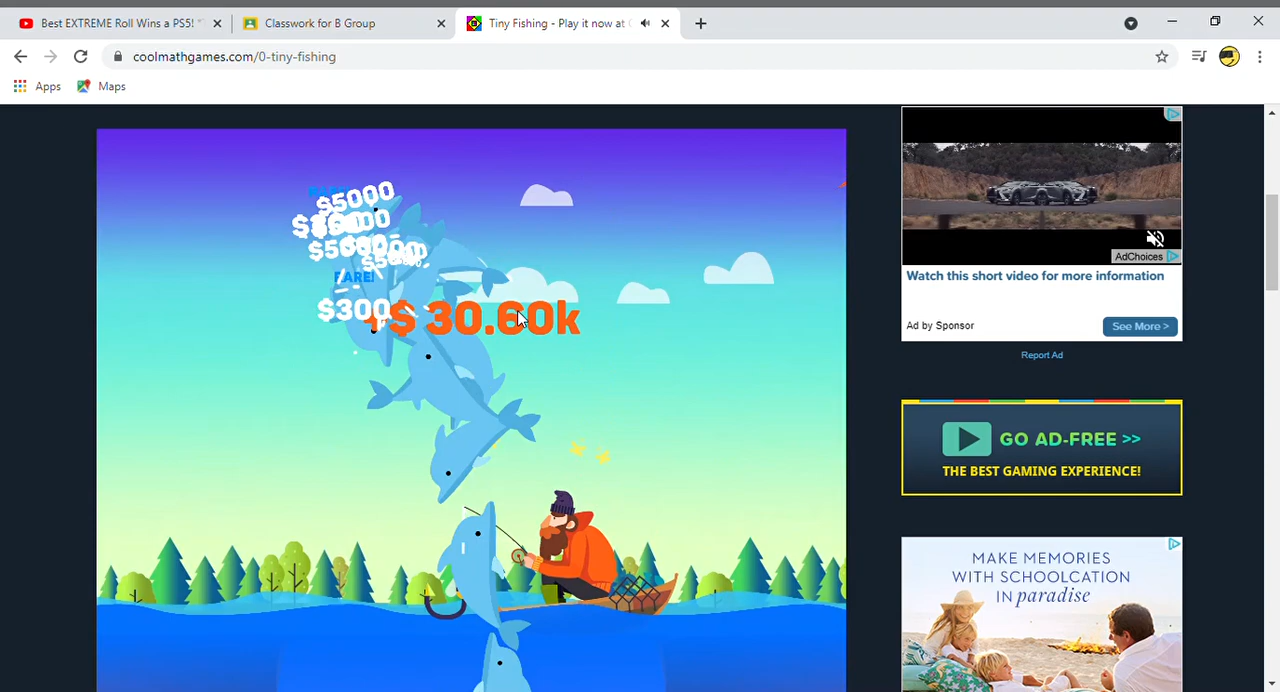 Best EXTREME Roll Wins a PS5!
Classwork for B Group
Tiny Fishing - Play it now at
coolmathgames.com/0-tiny-fishing
Apps
Maps
$5000
RARE!
$300
$ 30.60k
AdChoices
Watch this short video for more information
Ad by Sponsor
See More >
Report Ad
GO AD-FREE >>
THE BEST GAMING EXPERIENCE!
MAKE MEMORIES
WITH SCHOOLCATION
IN paradise